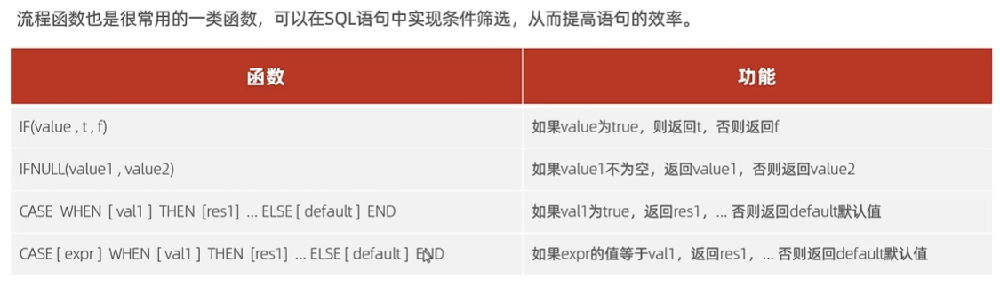 流程函数也是很常用的一类函数，可以在SQL语句中实现条件筛选，从而提高语句的效率。
函数 功能
IF(value , t , f) 如果value为true，则返回t，否则返回f
IFNULL(value1 , value2) 如果value1不为空，返回value1，否则返回value2
CASE WHEN [ val1 ] THEN [res1] ... ELSE [ default ] END 如果val1为true，返回res1，... 否则返回default默认值
CASE [ expr ] WHEN [ val1 ] THEN [res1] ... ELSE [ default ] END 如果expr的值等于val1，返回res1，... 否则返回default默认值